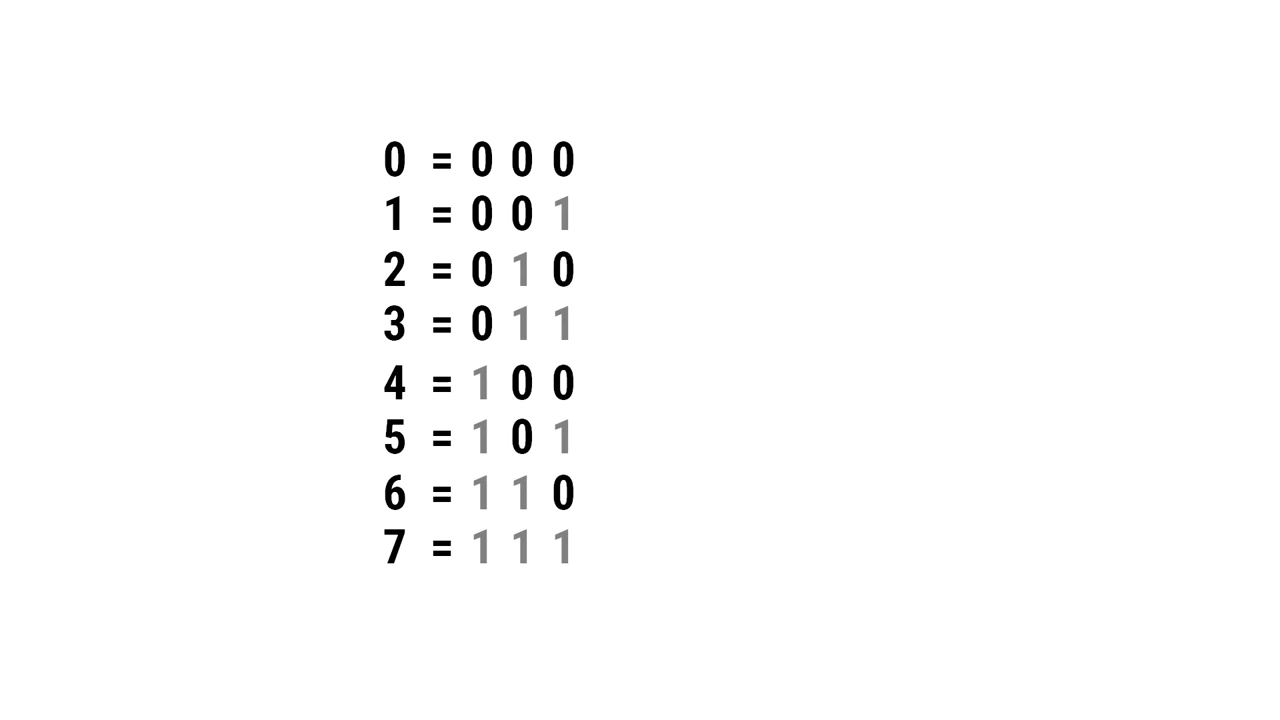 0 = 0 0 0
1 = 0 0 1
2 = 0 1 0
3 = 0 1 1
4 = 1 0 0
5 = 1 0 1
6 = 1 1 0
7 = 1 1 1